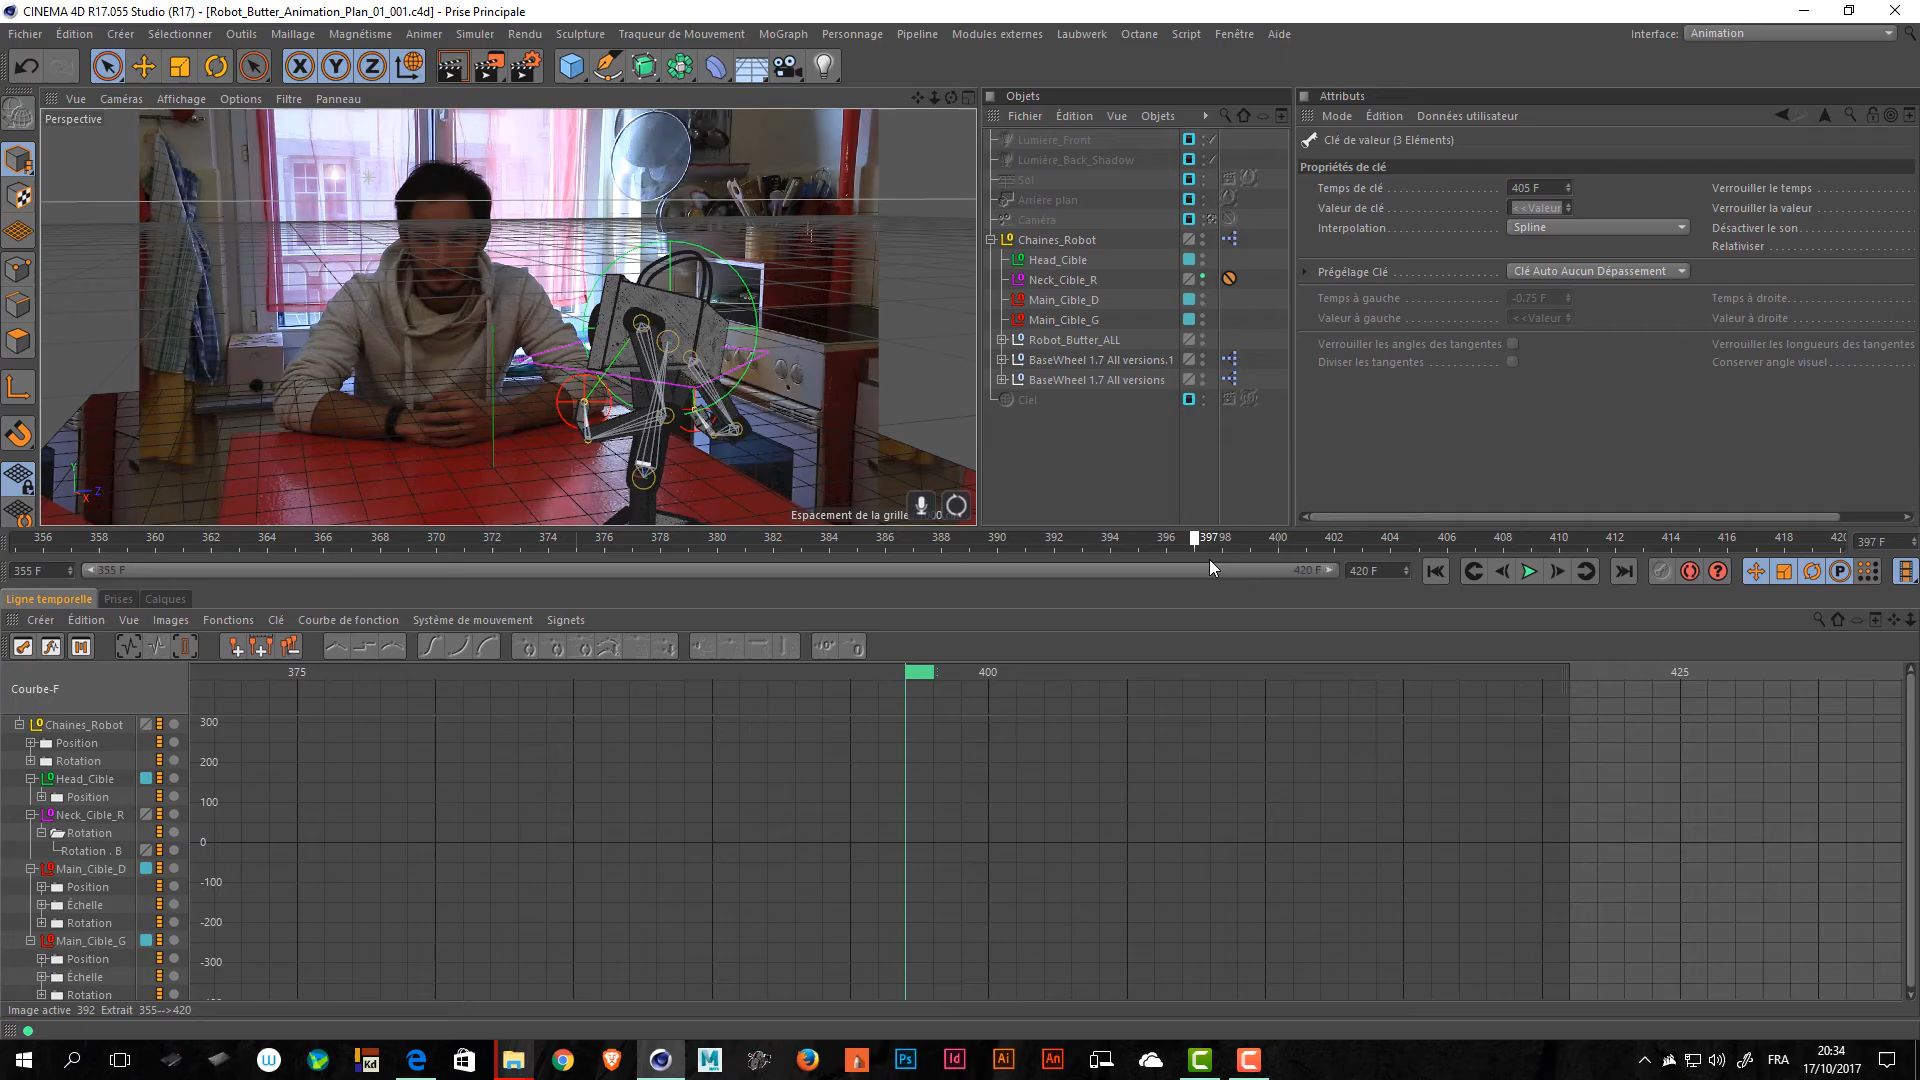 CINEMA 4D R17.055 Studio (R17) - [Robot_Butter_Animation_Plan_01_001.c4d] - Prise Principale
Fichier Édition Créer Sélectionner Outils Maillage Magnétisme Animer Simuler Rendu Sculpture Traqueur de Mouvement MoGraph Personnage Pipeline Modules externes Laubwerk Octane Script Fenêtre Aide Interface: Animation
X Y Z
Vue Caméras Affichage Options Filtre Panneau
Perspective
Espacement de la grille
Objets
Fichier Édition Vue Objets
Lumiere_Front
Lumière_Back_Shadow
Sol
Arrière plan
Caméra
Chaines_Robot
Head_Cible
Neck_Cible_R
Main_Cible_D
Main_Cible_G
Robot_Butter_ALL
BaseWheel 1.7 All versions.1
BaseWheel 1.7 All versions
Ciel
Attributs
Mode Édition Données utilisateur
Clé de valeur (3 Eléments)
Propriétés de clé
Temps de clé 405 F Verrouiller le temps
Valeur de clé <<Valeur Verrouiller la valeur
Interpolation Spline Désactiver le son
Relativiser
Prégélage Clé Clé Auto Aucun Dépassement
Temps à gauche -0.75 F Temps à droite
Valeur à gauche <<Valeur Valeur à droite
Verrouiller les angles des tangentes Verrouiller les longueurs des tangentes
Diviser les tangentes Conserver angle visuel
356 358 360 362 364 366 368 370 372 374 376 378 380 382 384 386 388 390 392 394 396 39798 400 402 404 406 408 410 412 414 416 418 420 397 F
355 F 355 F 420 F 420 F
Ligne temporelle Prises Calques
Créer Édition Vue Images Fonctions Clé Courbe de fonction Système de mouvement Signets
375 400 425
Courbe-F
Chaines_Robot
Position
Rotation
Head_Cible
Position
Neck_Cible_R
Rotation
Rotation . B
Main_Cible_D
Position
Échelle
Rotation
Main_Cible_G
Position
Échelle
Rotation
300
200
100
0
-100
-200
-300
Image active 392 Extrait 355-->420
FRA
20:34
17/10/2017